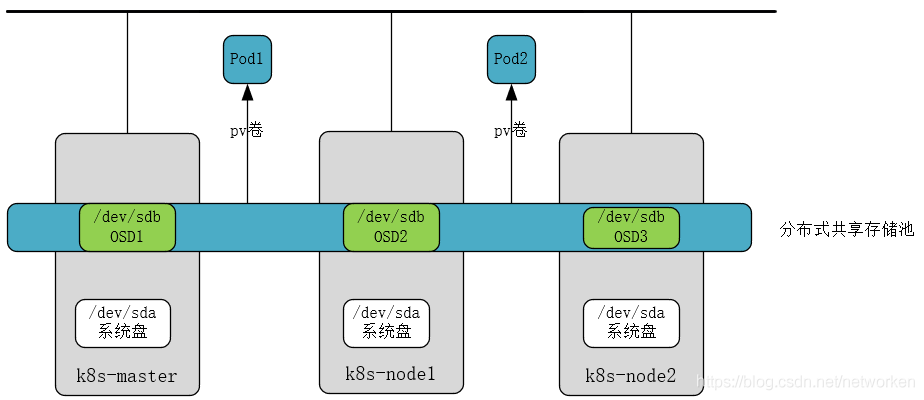 Pod1
Pod2
pv卷
pv卷
/dev/sdb
OSD1
/dev/sdb
OSD2
/dev/sdb
OSD3
分布式共享存储池
/dev/sda
系统盘
/dev/sda
系统盘
/dev/sda
系统盘
k8s-master
k8s-node1
k8s-node2
https://blog.csdn.net/networken